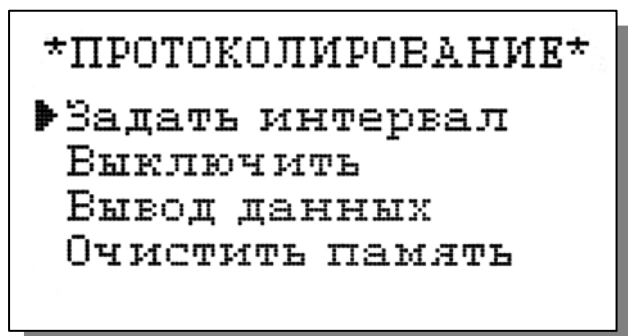 *ПРОТОКОЛИРОВАНИЕ*
Задать интервал
Выключить
Вывод данных
Очистить память